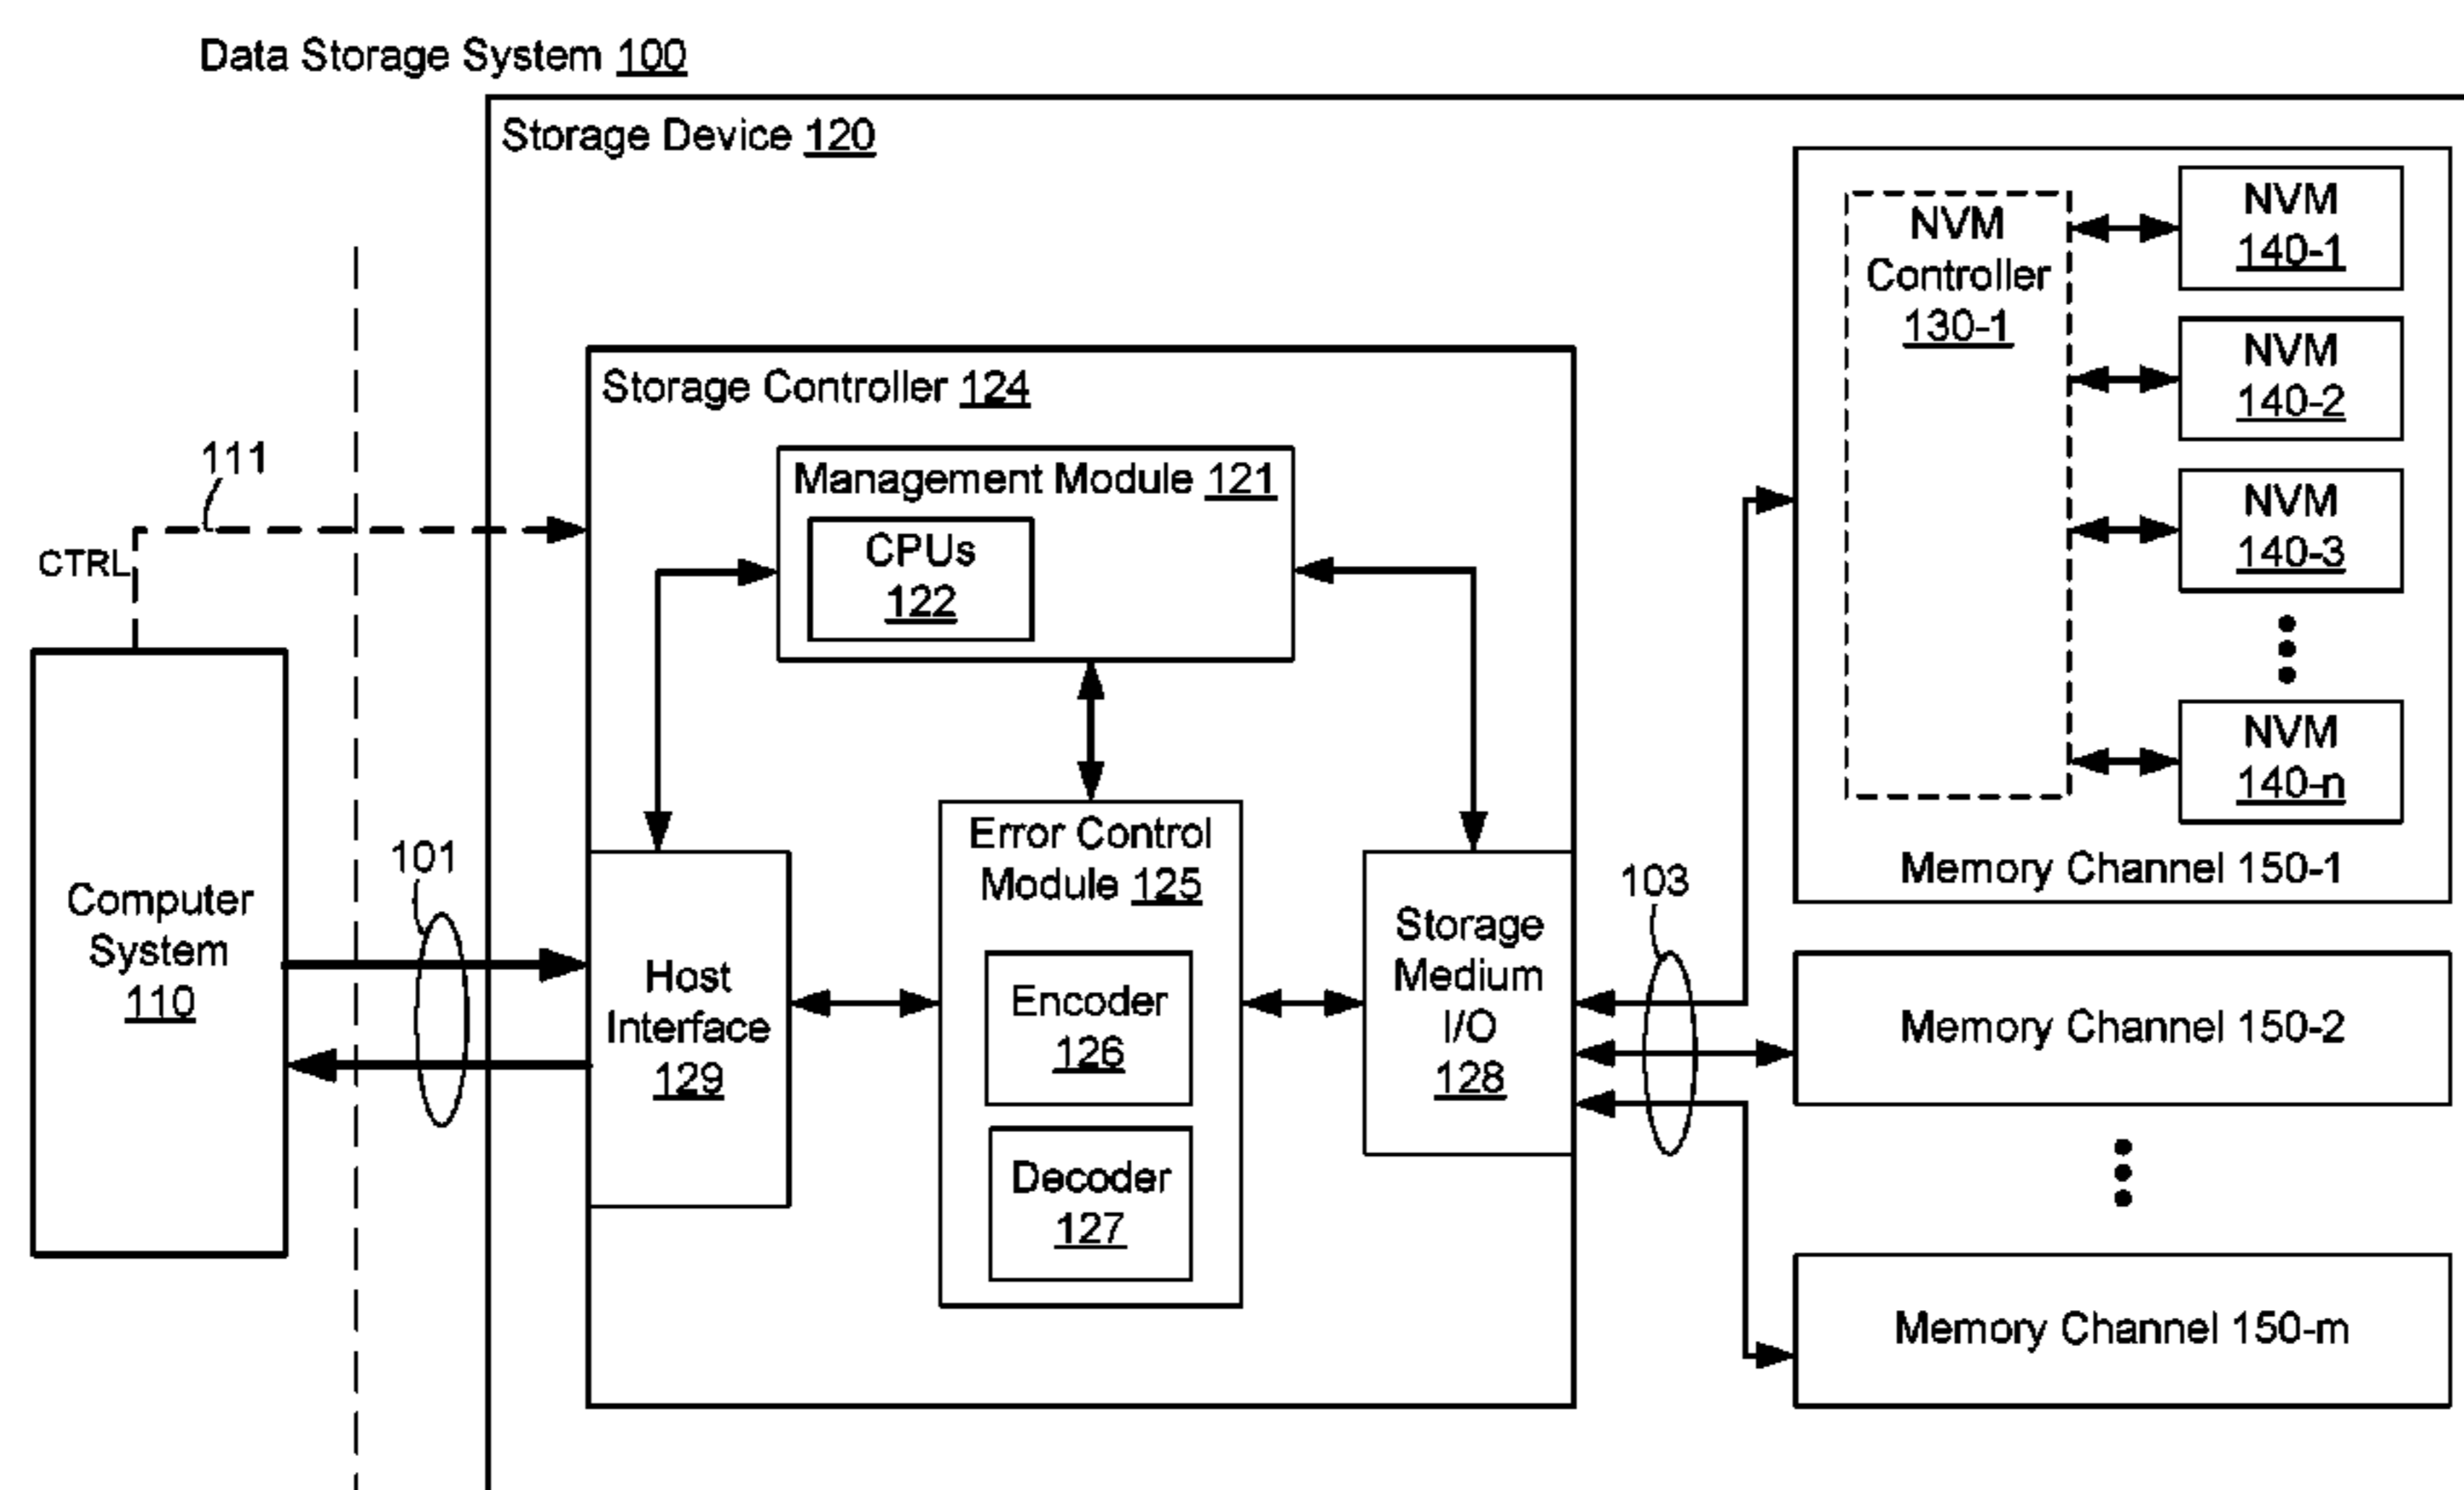 Data Storage System 100
Storage Device 120
NVM
Controller
130-1
NVM
140-1
NVM
140-2
NVM
140-3
NVM
140-n
Memory Channel 150-1
Storage Controller 124
Management Module 121
CPUs
122
111
CTRL
Computer
System
110
101
Host
Interface
129
Error Control
Module 125
Encoder
126
Decoder
127
Storage
Medium
I/O
128
103
Memory Channel 150-2
Memory Channel 150-m